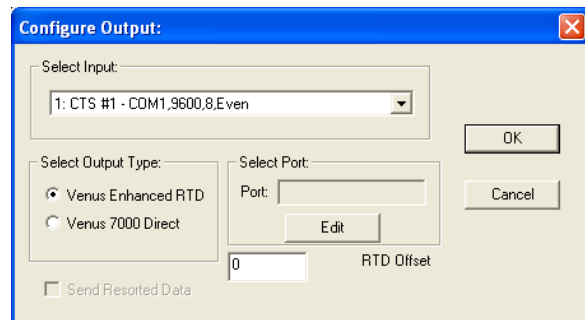 Configure Output:
Select Input:
1: CTS #1 - COM1,9600,8,Even
OK
Select Output Type:
Select Port:
Venus Enhanced RTD
Port:
Cancel
Venus 7000 Direct
Edit
0
RTD Offset
Send Resorted Data